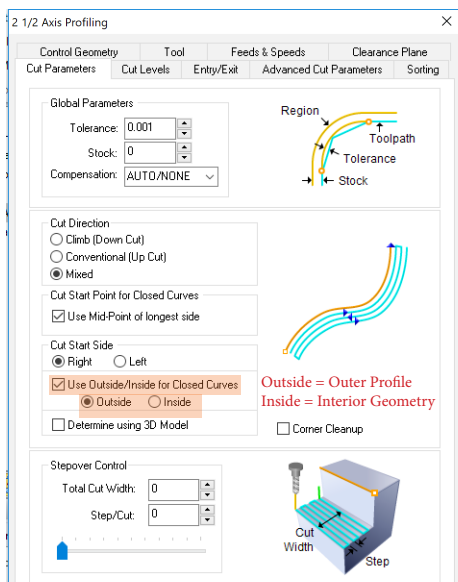 2 1/2 Axis Profiling
Control Geometry Tool Feeds & Speeds Clearance Plane
Cut Parameters Cut Levels Entry/Exit Advanced Cut Parameters Sorting
Global Parameters
Tolerance: 0.001
Stock: 0
Compensation: AUTO/NONE
Region
Toolpath
Tolerance
Stock
Cut Direction
Climb (Down Cut)
Conventional (Up Cut)
Mixed
Cut Start Point for Closed Curves
Use Mid-Point of longest side
Cut Start Side
Right Left
Use Outside/Inside for Closed Curves
Outside Inside
Determine using 3D Model
Outside = Outer Profile
Inside = Interior Geometry
Corner Cleanup
Stepover Control
Total Cut Width: 0
Step/Cut: 0
Cut
Width
Step